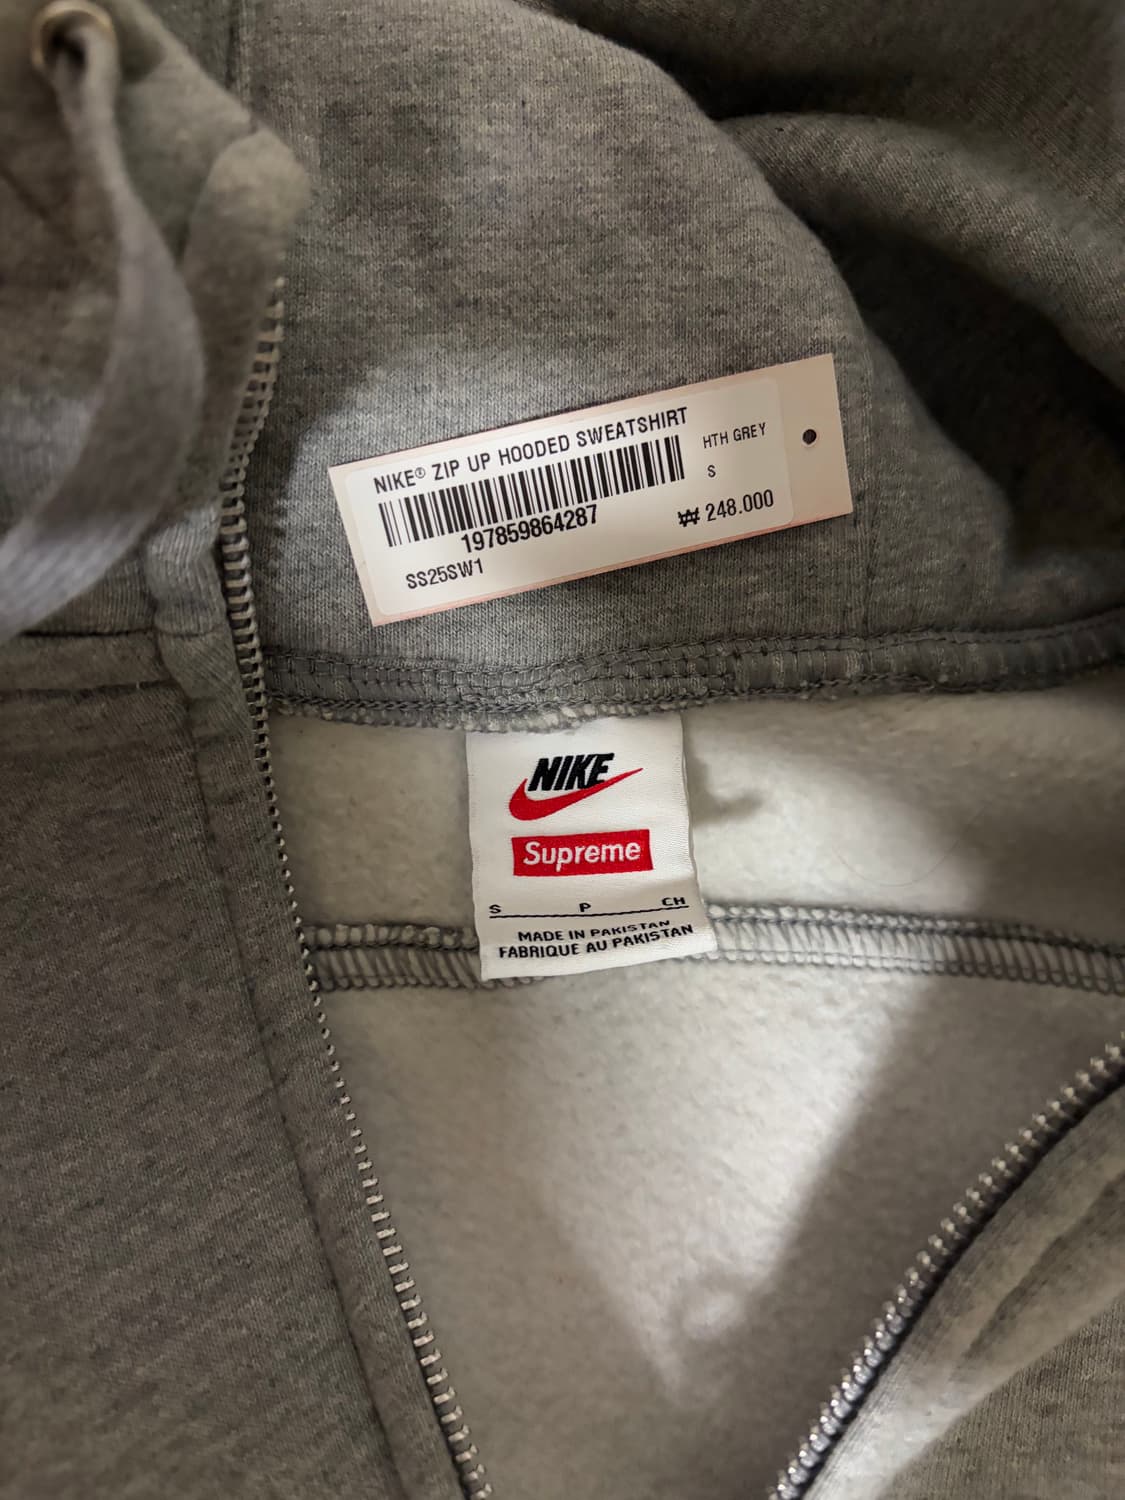 NIKE® ZIP UP HOODED SWEATSHIRT
HTH GREY
S
197859864287
₩ 248.000
SS25SW1
NIKE
Supreme
S P CH
MADE IN PAKISTAN
FABRIQUE AU PAKISTAN